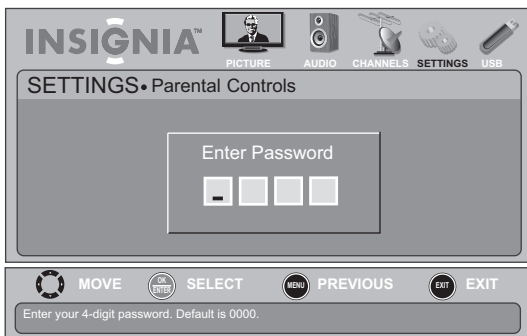 INSIGNIA™
PICTURE AUDIO CHANNELS SETTINGS USB
SETTINGS• Parental Controls
Enter Password
_
MOVE OK ENTER SELECT MENU PREVIOUS EXIT EXIT
Enter your 4-digit password. Default is 0000.